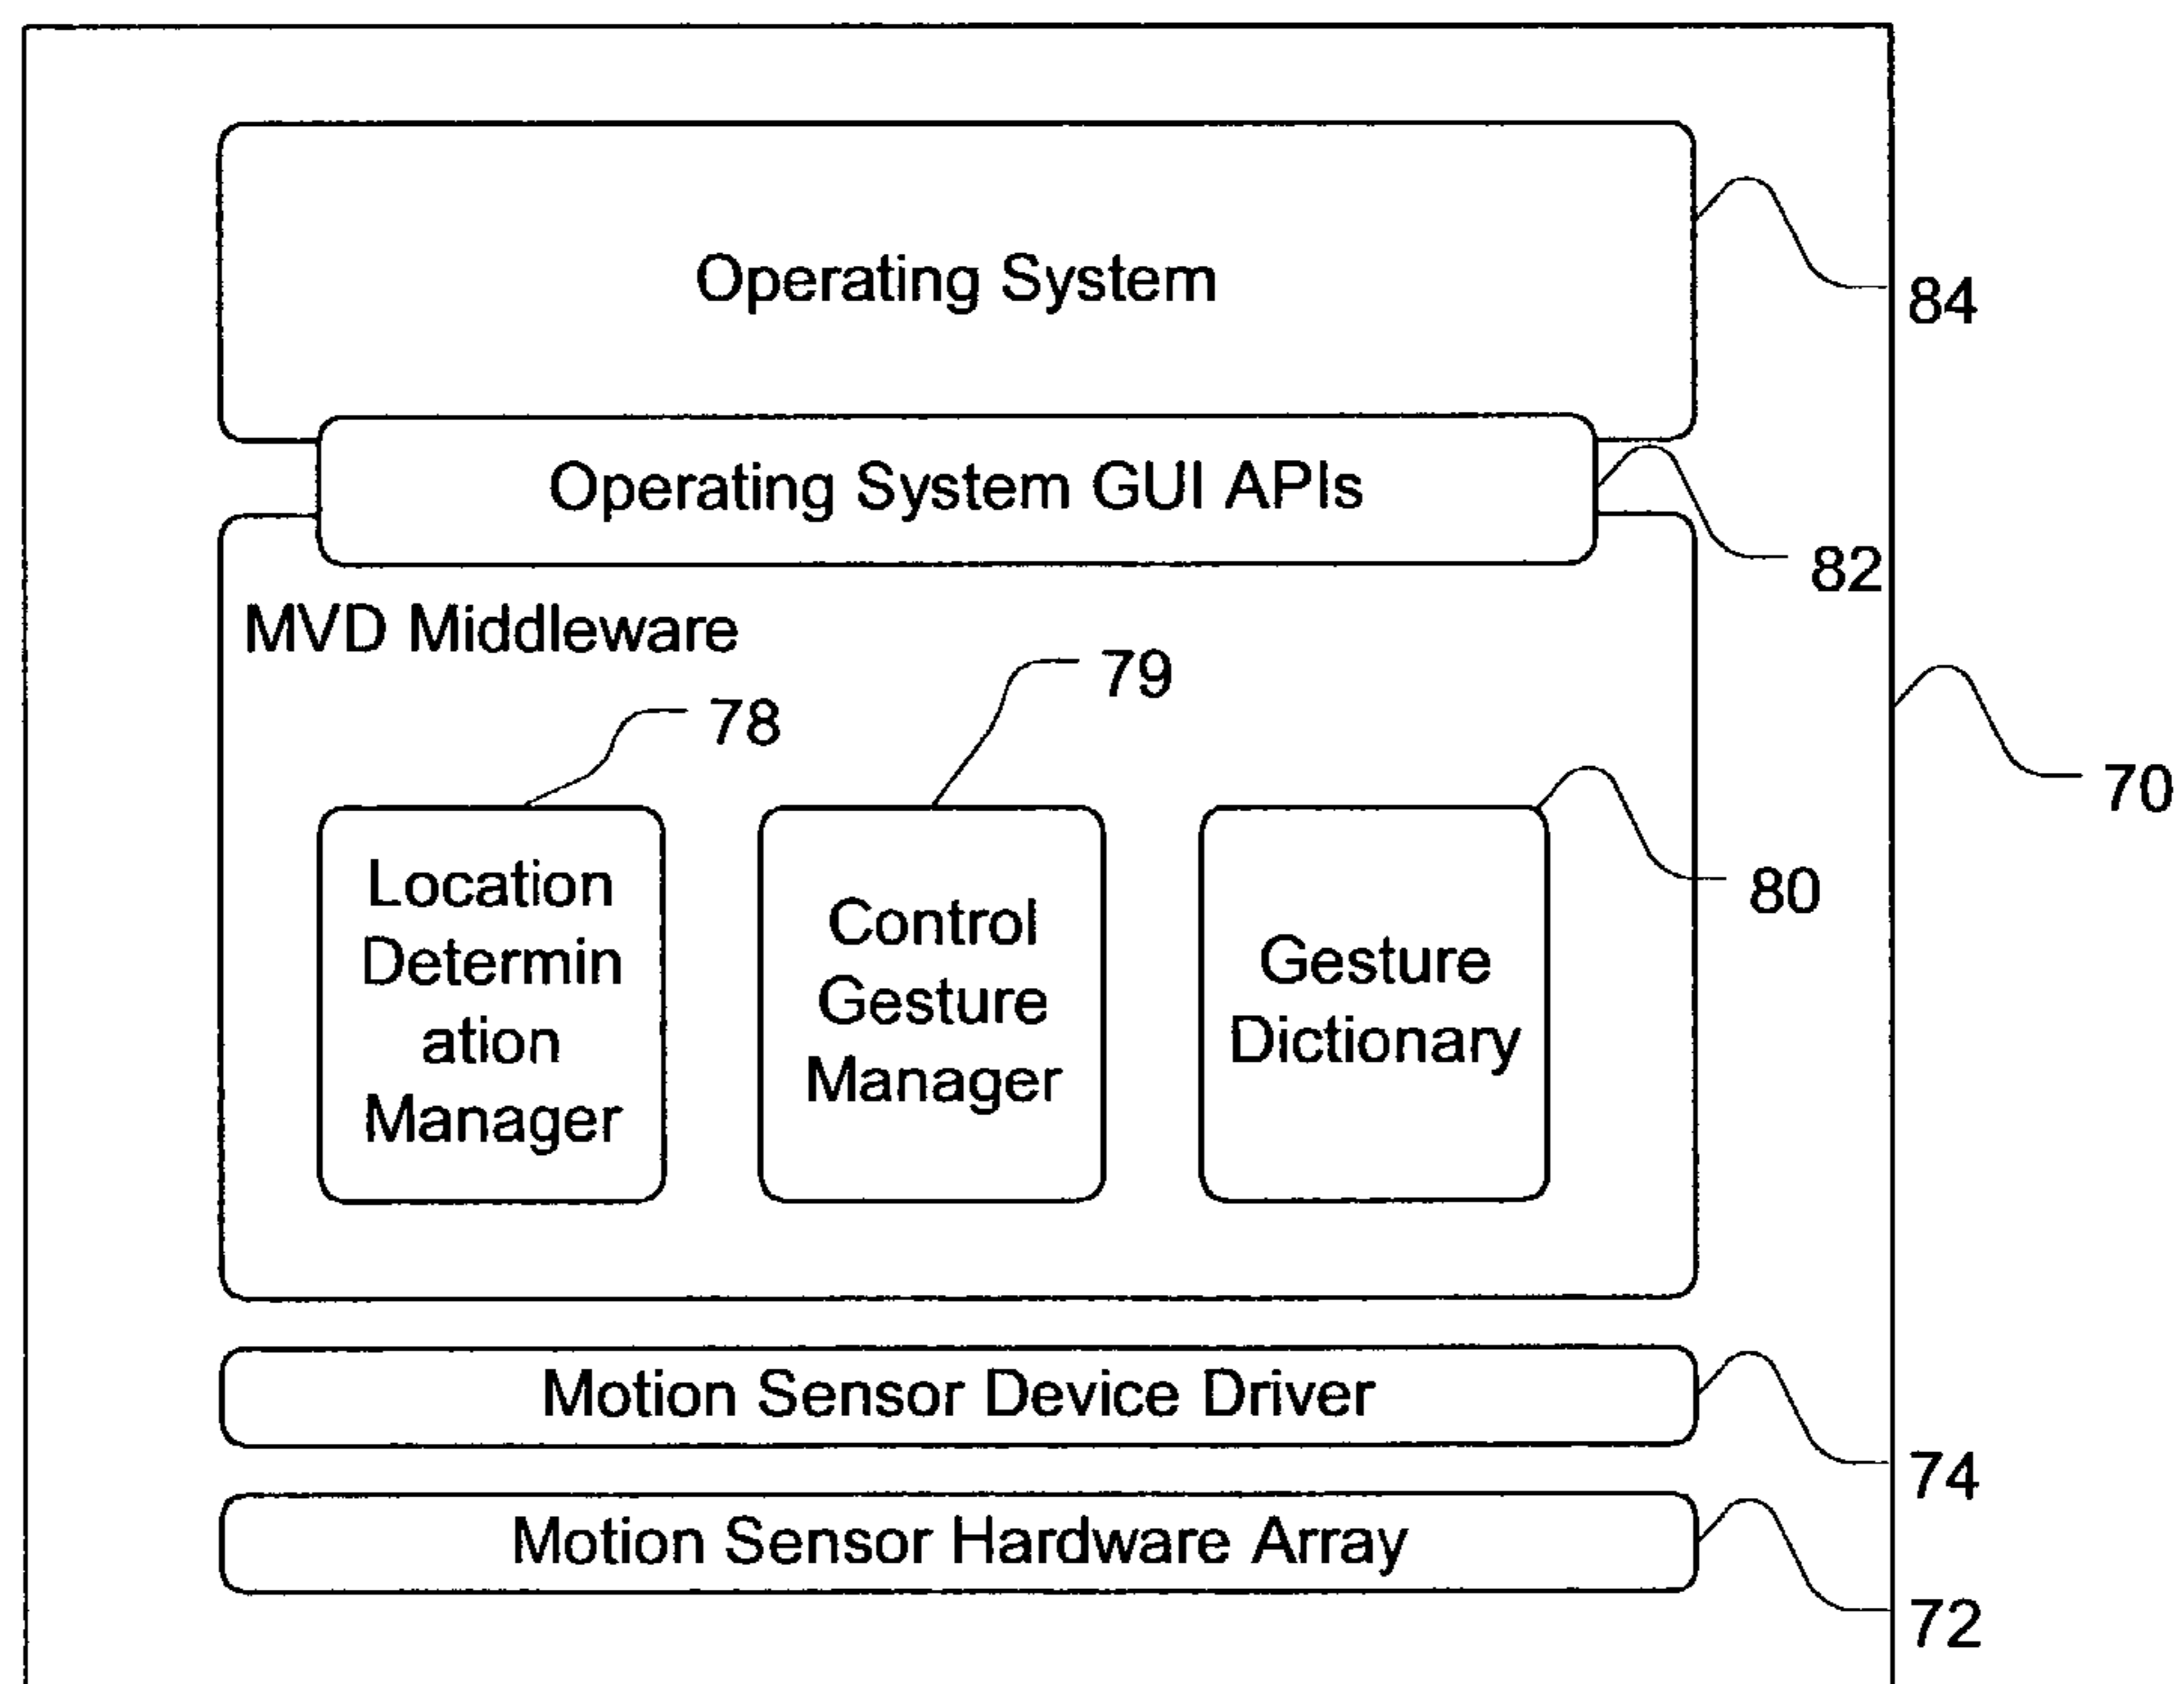 Operating System
84
Operating System GUI APIs
82
MVD Middleware
79
78
70
80
Location
Determin
ation
Manager
Control
Gesture
Manager
Gesture
Dictionary
Motion Sensor Device Driver
74
Motion Sensor Hardware Array
72